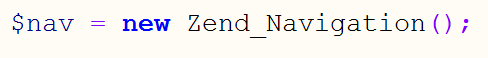 $nav = new Zend_Navigation();